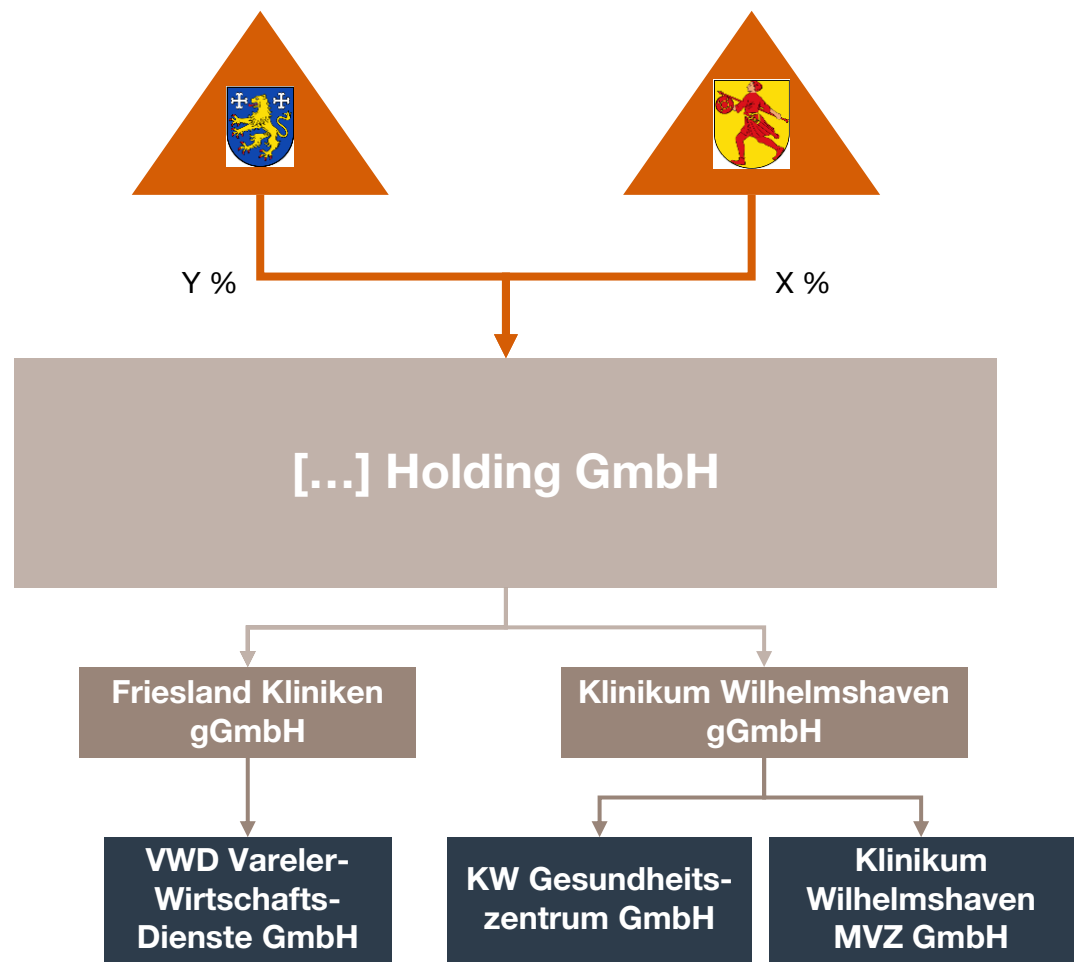 Y %
X %
[…] Holding GmbH
Friesland Kliniken
gGmbH
Klinikum Wilhelmshaven
gGmbH
VWD Vareler-
Wirtschafts-
Dienste GmbH
KW Gesundheits-
zentrum GmbH
Klinikum
Wilhelmshaven
MVZ GmbH